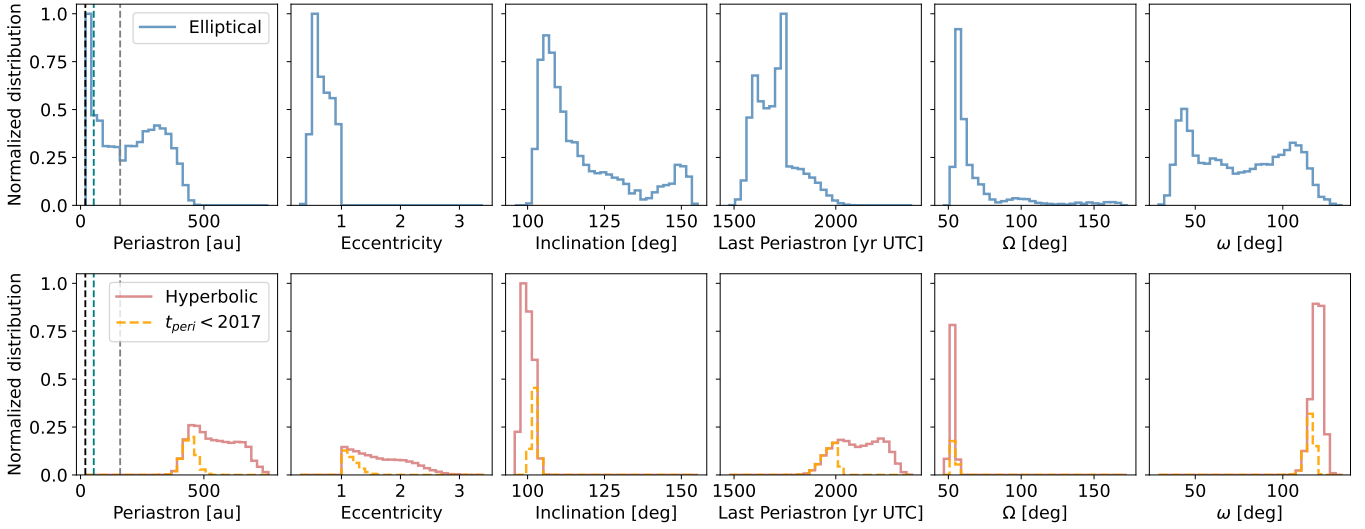 Normalized distribution
1.0
0.75
0.5
0.25
0.0
Elliptical
0 500
Periastron [au]
1 2 3
Eccentricity
100 125 150
Inclination [deg]
1500 2000
Last Periastron [yr UTC]
50 100 150
Ω [deg]
50 100
ω [deg]
Normalized distribution
1.0
0.75
0.5
0.25
0.0
Hyperbolic
t_peri < 2017
0 500
Periastron [au]
1 2 3
Eccentricity
100 125 150
Inclination [deg]
1500 2000
Last Periastron [yr UTC]
50 100 150
Ω [deg]
50 100
ω [deg]